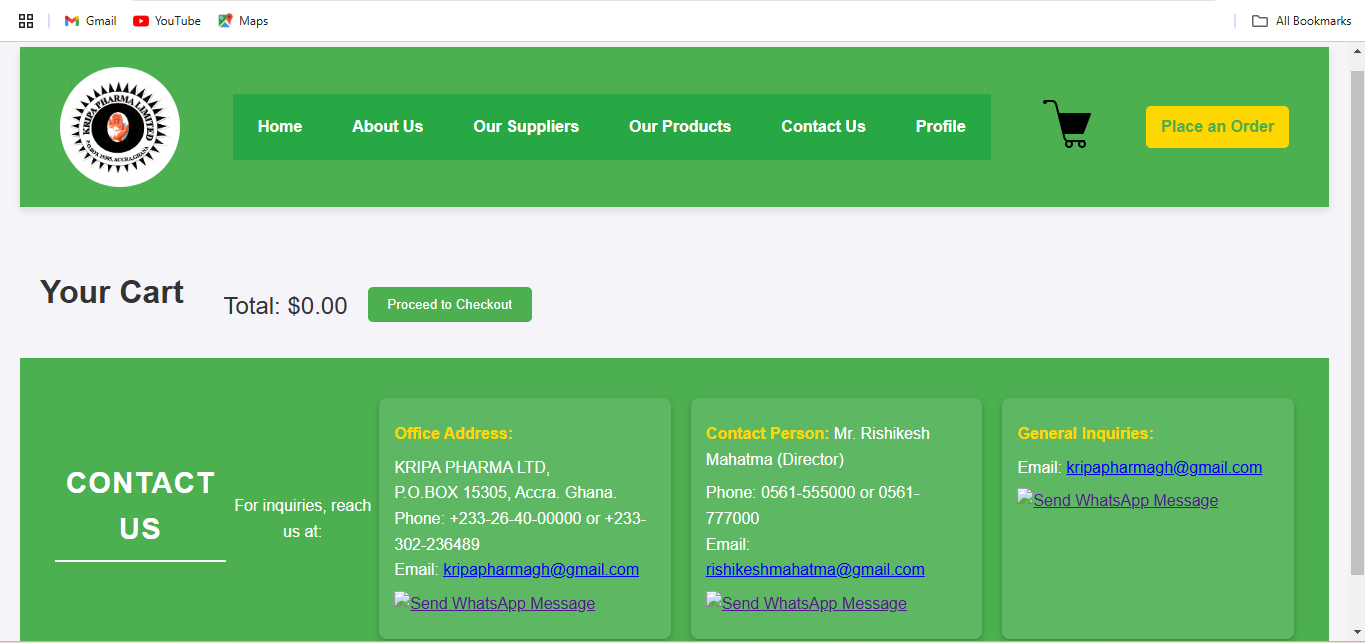 Gmail
YouTube
Maps
All Bookmarks
KRIPA PHARMA LIMITED
P.O.BOX 15305, ACCRA, GHANA.
Home
About Us
Our Suppliers
Our Products
Contact Us
Profile
Place an Order
Your Cart
Total: $0.00
Proceed to Checkout
CONTACT
US
For inquiries, reach
us at:
Office Address:
KRIPA PHARMA LTD,
P.O.BOX 15305, Accra. Ghana.
Phone: +233-26-40-00000 or +233-
302-236489
Email: kripapharmagh@gmail.com
Send WhatsApp Message
Contact Person: Mr. Rishikesh
Mahatma (Director)
Phone: 0561-555000 or 0561-
777000
Email:
rishikeshmahatma@gmail.com
Send WhatsApp Message
General Inquiries:
Email: kripapharmagh@gmail.com
Send WhatsApp Message